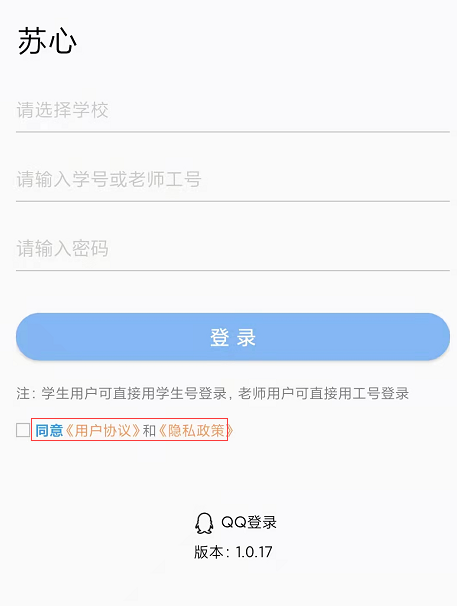 苏心
请选择学校
请输入学号或老师工号
请输入密码
登 录
注：学生用户可直接用学生号登录，老师用户可直接用工号登录
同意《用户协议》和《隐私政策》
QQ登录
版本：1.0.17